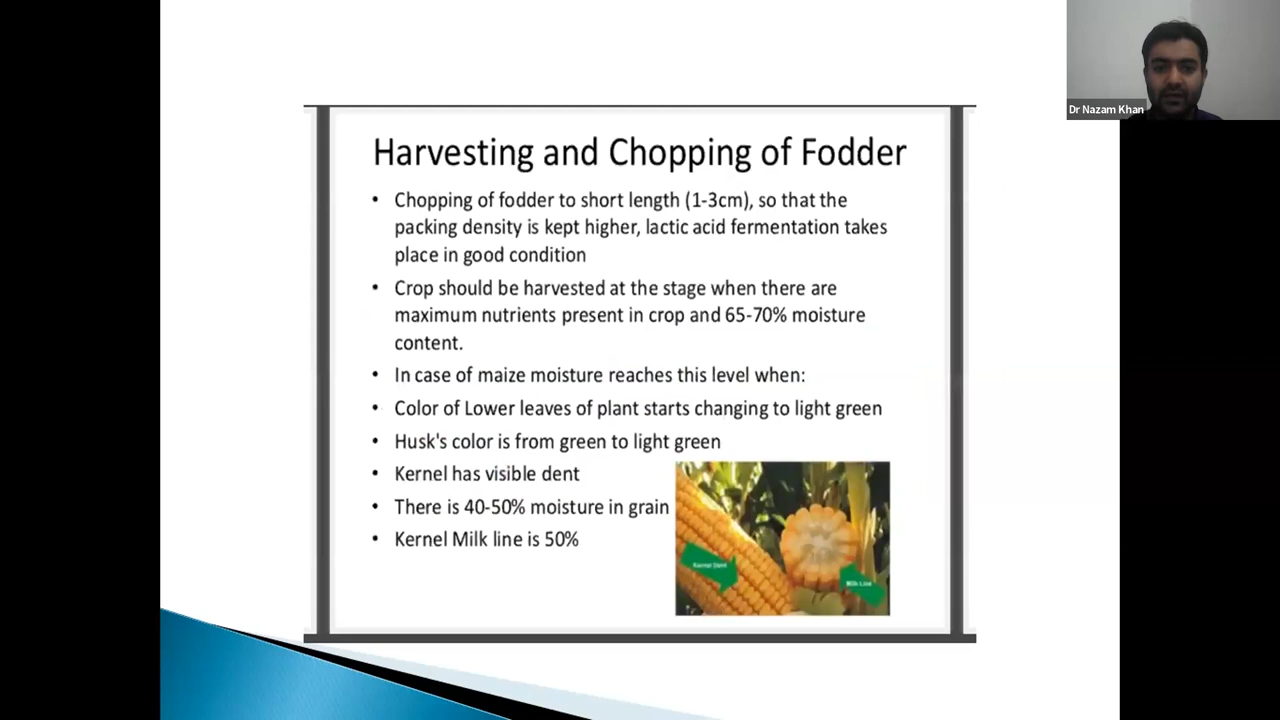 Dr Nazam Khan
Harvesting and Chopping of Fodder
• Chopping of fodder to short length (1-3cm), so that the
packing density is kept higher, lactic acid fermentation takes
place in good condition
• Crop should be harvested at the stage when there are
maximum nutrients present in crop and 65-70% moisture
content.
• In case of maize moisture reaches this level when:
• Color of Lower leaves of plant starts changing to light green
• Husk's color is from green to light green
• Kernel has visible dent
• There is 40-50% moisture in grain
• Kernel Milk line is 50%
Kernel Dent
Milk Line